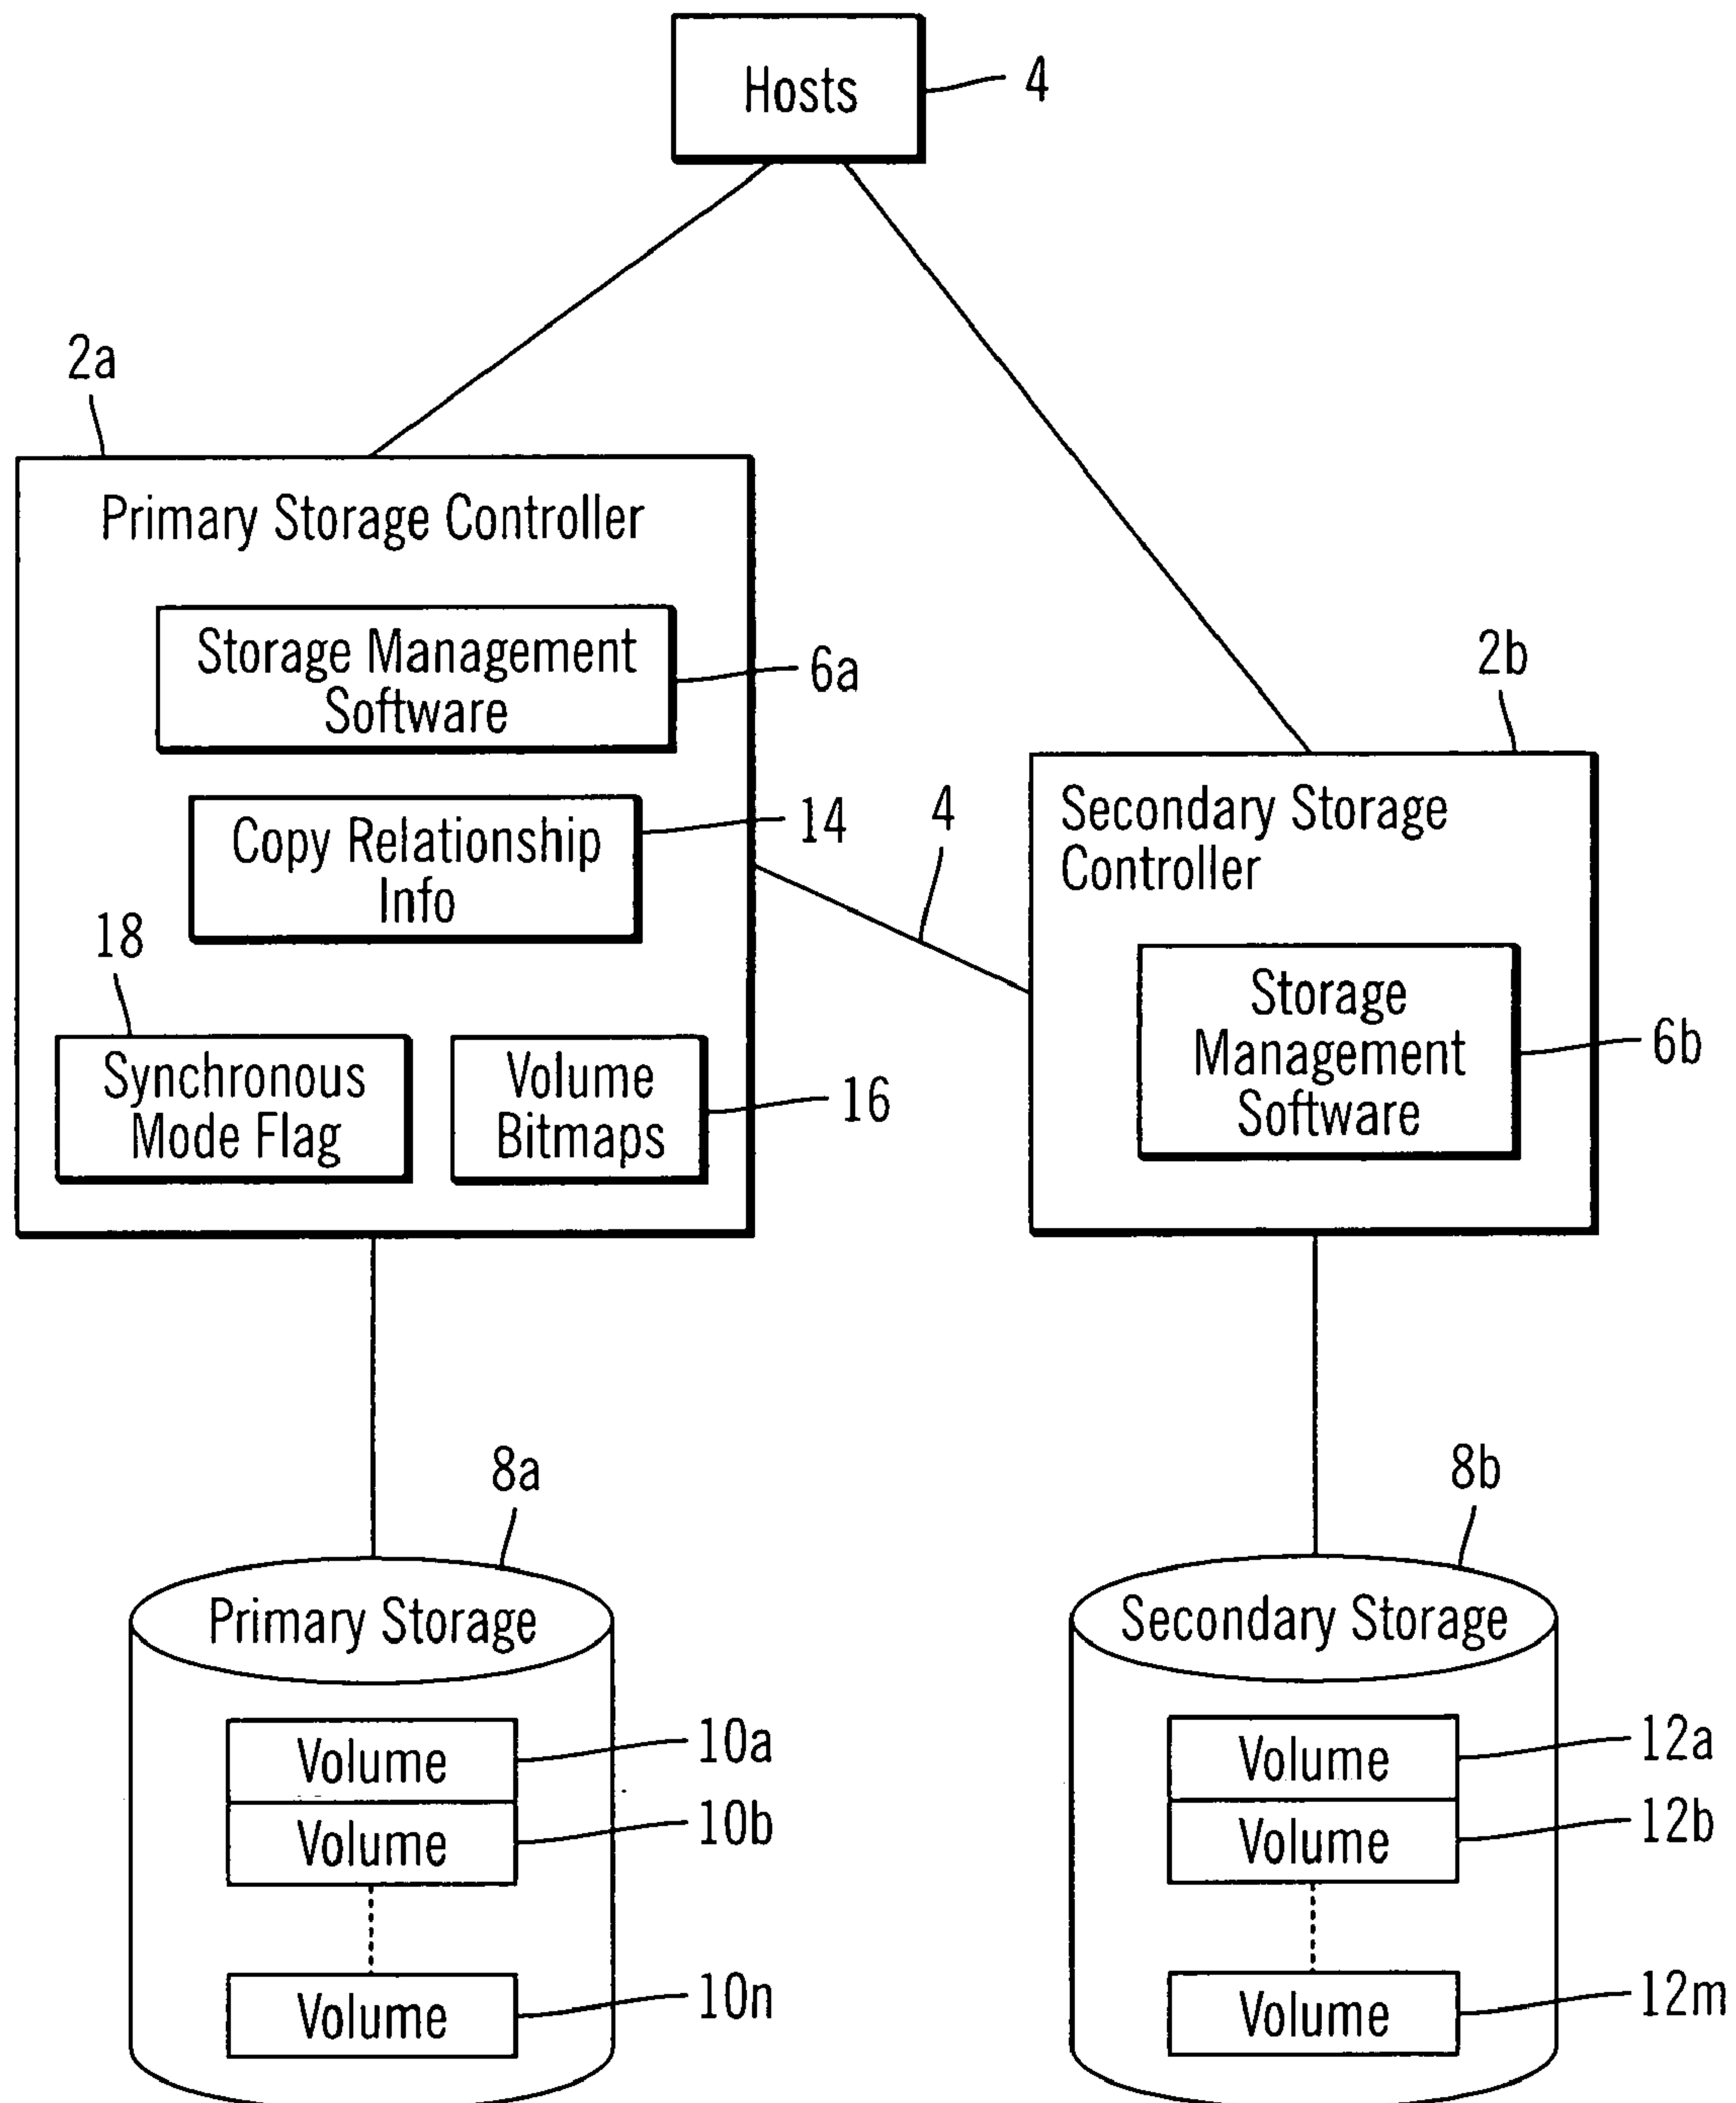 Hosts
4
2a
Primary Storage Controller
Storage Management
Software
6a
Copy Relationship
Info
14
18
Synchronous
Mode Flag
Volume
Bitmaps
16
4
2b
Secondary Storage
Controller
Storage
Management
Software
6b
8a
Primary Storage
Volume
10a
Volume
10b
Volume
10n
8b
Secondary Storage
Volume
12a
Volume
12b
Volume
12m